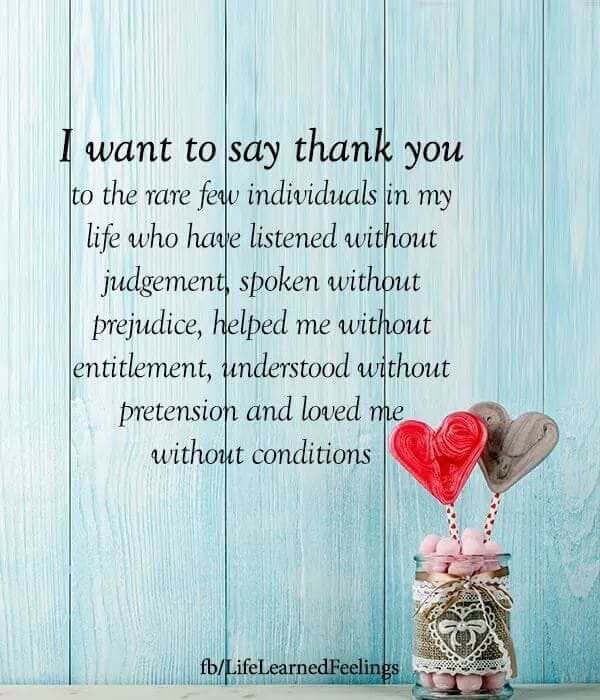 I want to say thank you
to the rare few individuals in my
life who have listened without
judgement, spoken without
prejudice, helped me without
entitlement, understood without
pretension and loved me
without conditions
fb/LifeLearnedFeelings